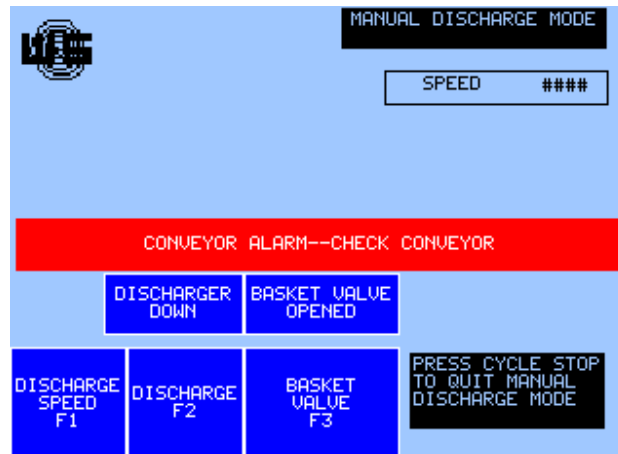 MANUAL DISCHARGE MODE
SPEED ####
CONVEYOR ALARM--CHECK CONVEYOR
DISCHARGER
DOWN
BASKET VALVE
OPENED
DISCHARGE
SPEED
F1
DISCHARGE
F2
BASKET
VALVE
F3
PRESS CYCLE STOP
TO QUIT MANUAL
DISCHARGE MODE